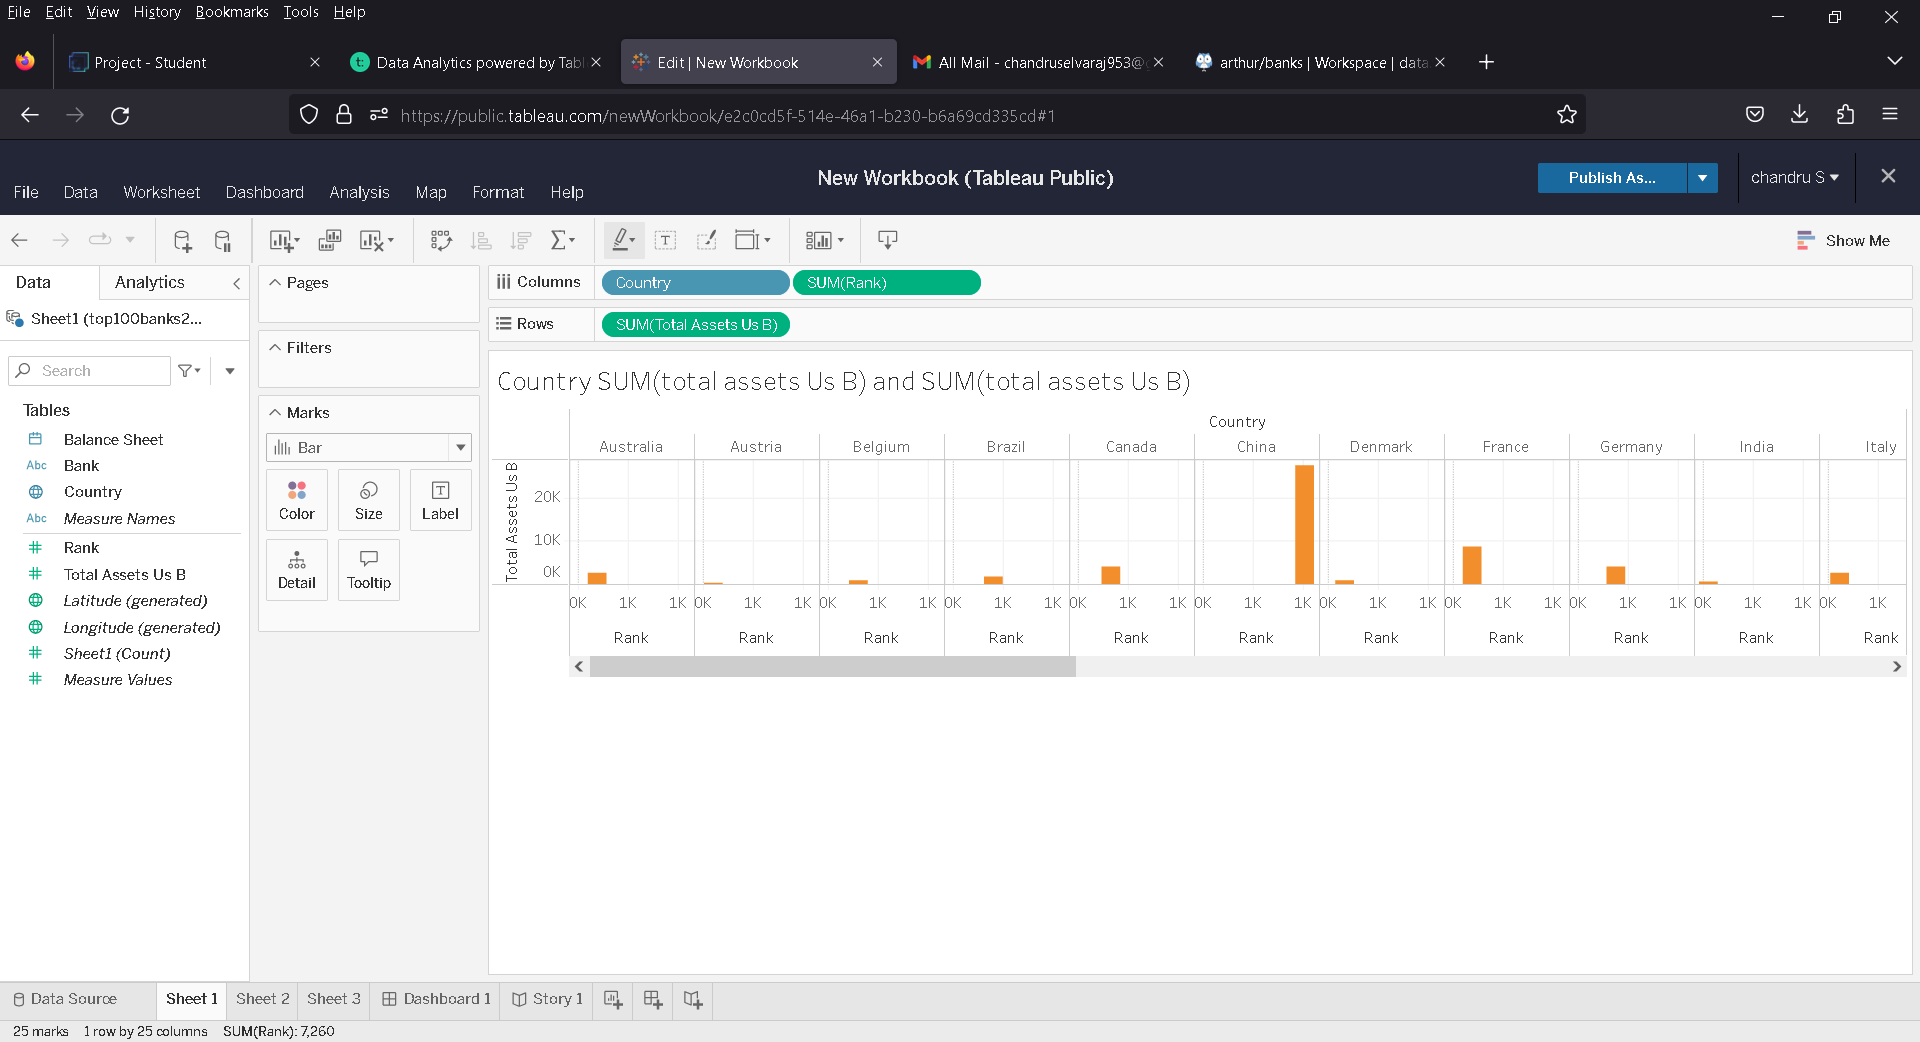 File Edit View History Bookmarks Tools Help
Project - Student
Data Analytics powered by Tabl
Edit | New Workbook
All Mail - chandruselvaraj953@g
arthur/banks | Workspace | data
https://public.tableau.com/newWorkbook/e2c0cd5f-514e-46a1-b230-b6a69cd335cd#1
New Workbook (Tableau Public)
File Data Worksheet Dashboard Analysis Map Format Help
Publish As...
chandru S
Show Me
Data Analytics
Sheet1 (top100banks2...
Search
Tables
Balance Sheet
Abc Bank
Country
Abc Measure Names
Rank
Total Assets Us B
Latitude (generated)
Longitude (generated)
Sheet1 (Count)
Measure Values
Pages
Filters
Marks
Bar
Color Size Label
Detail Tooltip
Columns Country SUM(Rank)
Rows SUM(Total Assets Us B)
Country SUM(total assets Us B) and SUM(total assets Us B)
Country
Australia Austria Belgium Brazil Canada China Denmark France Germany India Italy
Total Assets Us B
20K
10K
0K
0K 1K 1K 0K 1K 1K 0K 1K 1K 0K 1K 1K 0K 1K 1K 0K 1K 1K 0K 1K 1K 0K 1K 1K 0K 1K 1K 0K 1K 1K 0K 1K
Rank Rank Rank Rank Rank Rank Rank Rank Rank Rank Rank
Data Source Sheet 1 Sheet 2 Sheet 3 Dashboard 1 Story 1
25 marks 1 row by 25 columns SUM(Rank): 7,260